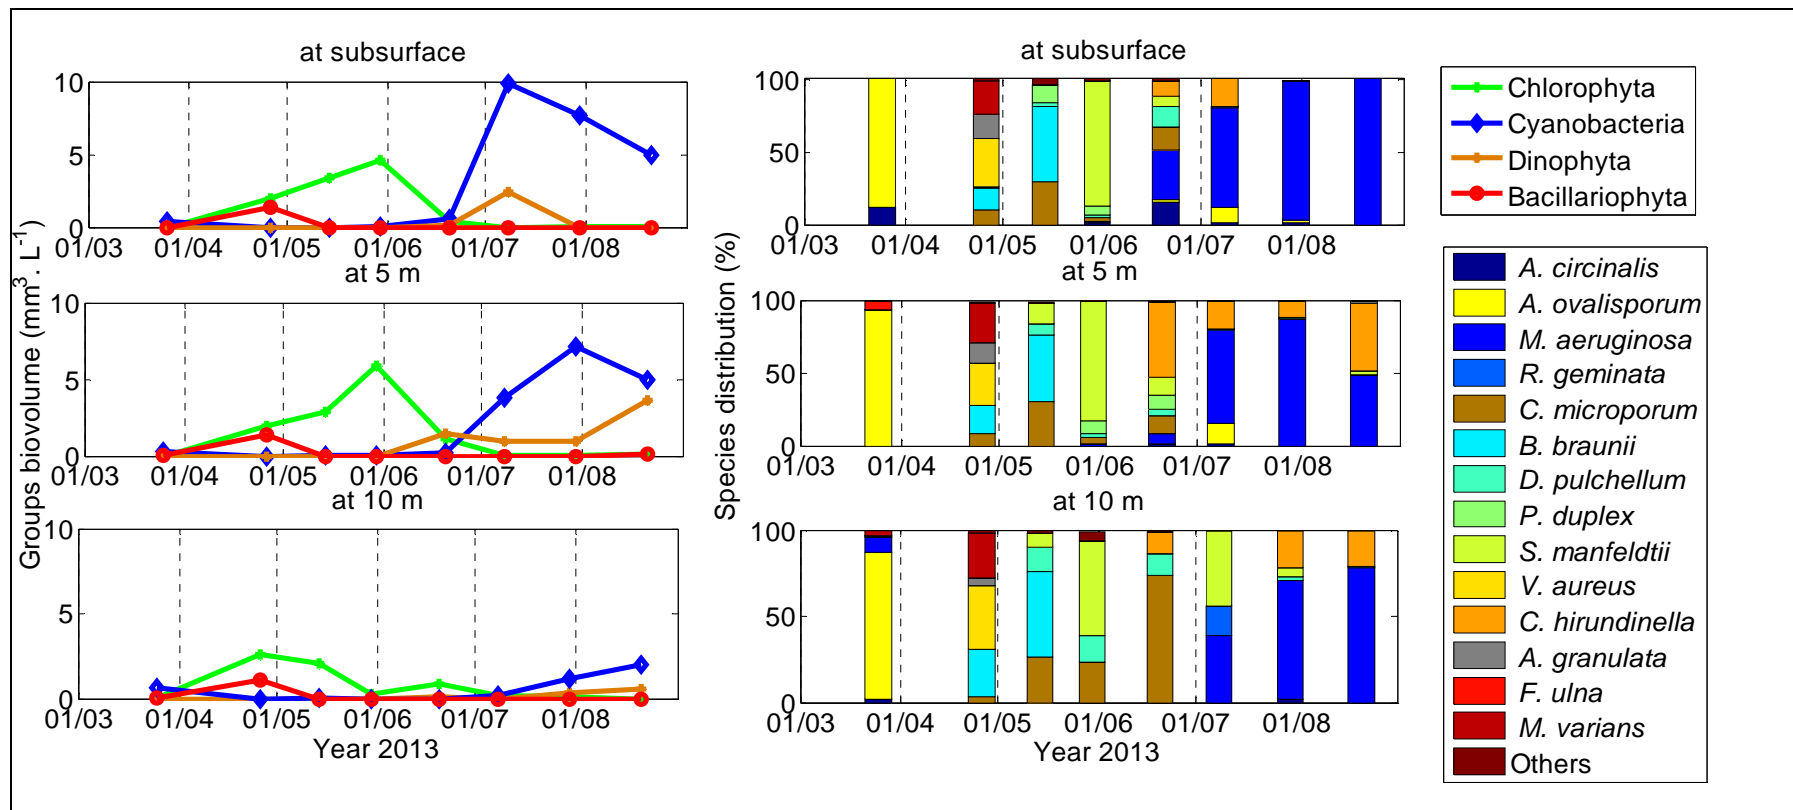 at subsurface
10
5
0
01/03 01/04 01/05 01/06 01/07 01/08
at 5 m
10
5
0
01/03 01/04 01/05 01/06 01/07 01/08
at 10 m
10
5
0
01/03 01/04 01/05 01/06 01/07 01/08
Year 2013
Groups biovolume (mm³ . L⁻¹)
at subsurface
100
50
0
01/03 01/04 01/05 01/06 01/07 01/08
at 5 m
100
50
0
01/03 01/04 01/05 01/06 01/07 01/08
at 10 m
100
50
0
01/03 01/04 01/05 01/06 01/07 01/08
Year 2013
Species distribution (%)
Chlorophyta
Cyanobacteria
Dinophyta
Bacillariophyta
A. circinalis
A. ovalisporum
M. aeruginosa
R. geminata
C. microporum
B. braunii
D. pulchellum
P. duplex
S. manfeldtii
V. aureus
C. hirundinella
A. granulata
F. ulna
M. varians
Others